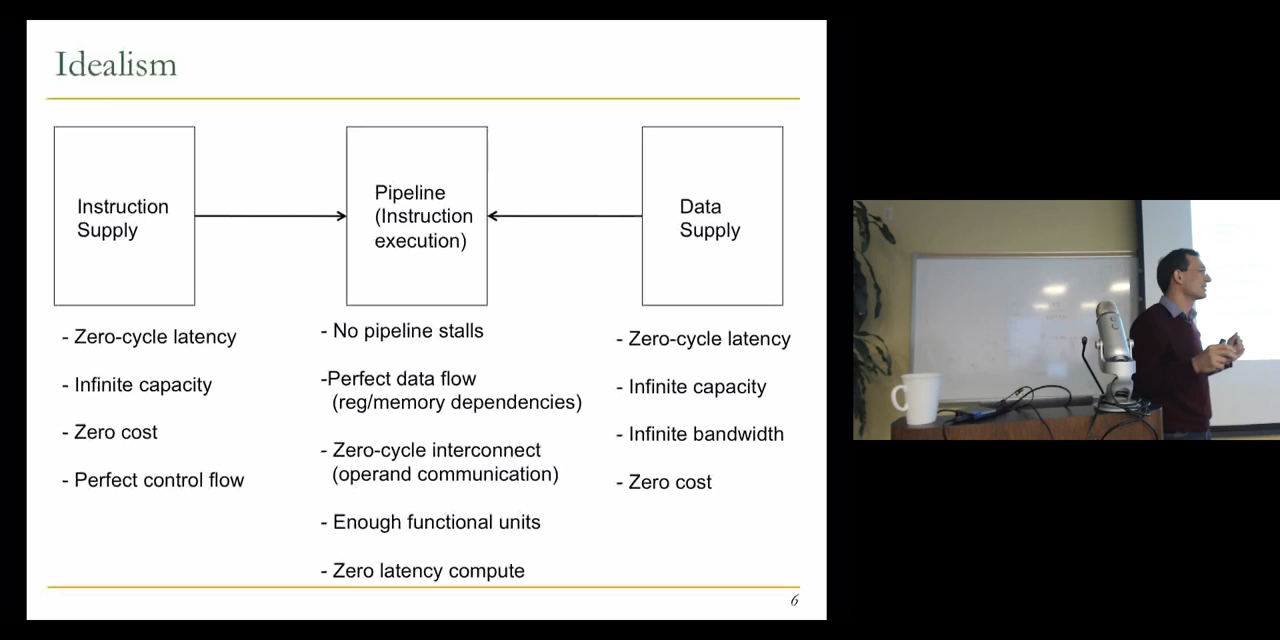 Idealism
Instruction
Supply
Pipeline
(Instruction
execution)
Data
Supply
- Zero-cycle latency
- Infinite capacity
- Zero cost
- Perfect control flow
- No pipeline stalls
-Perfect data flow
(reg/memory dependencies)
- Zero-cycle interconnect
(operand communication)
- Enough functional units
- Zero latency compute
- Zero-cycle latency
- Infinite capacity
- Infinite bandwidth
- Zero cost
6